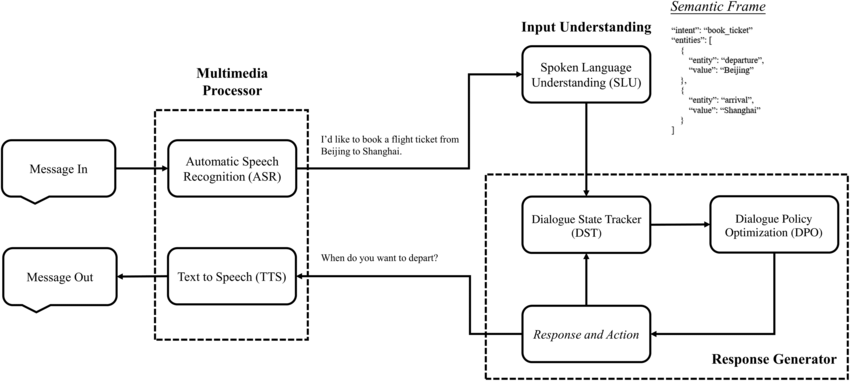 Semantic Frame
Input Understanding
“intent”: “book_ticket”
“entities”: [
{
“entity”: “departure”,
“value”: “Beijing”
},
{
“entity”: “arrival”,
“value”: “Shanghai”
}
]
Spoken Language
Understanding (SLU)
Multimedia
Processor
I’d like to book a flight ticket from
Beijing to Shanghai.
Message In
Automatic Speech
Recognition (ASR)
Dialogue State Tracker
(DST)
Dialogue Policy
Optimization (DPO)
When do you want to depart?
Message Out
Text to Speech (TTS)
Response and Action
Response Generator